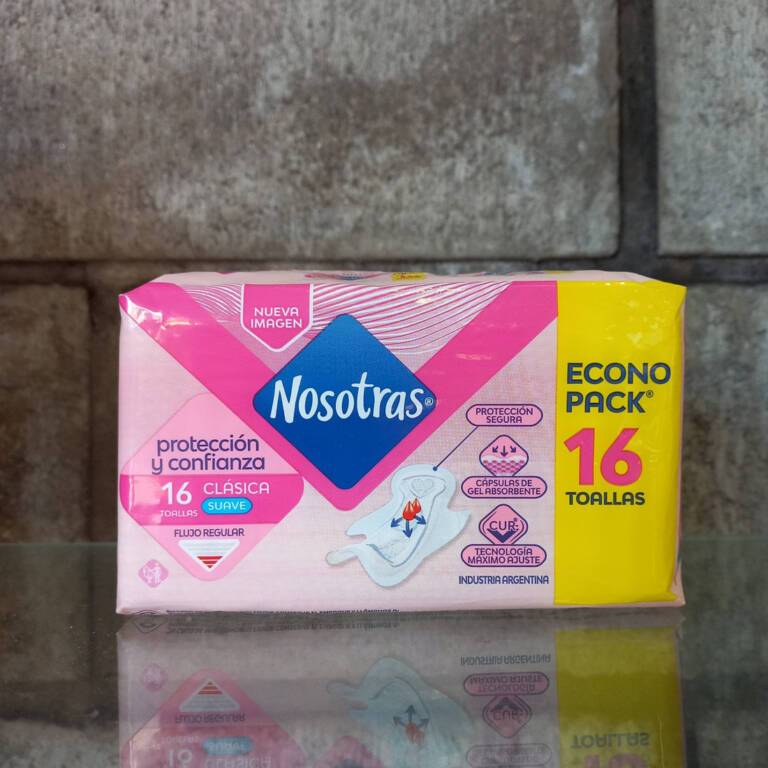 NUEVA
IMAGEN
Nosotras®
protección
y confianza
16 CLÁSICA
TOALLAS SUAVE
FLUJO REGULAR
PROTECCIÓN
SEGURA
CÁPSULAS DE
GEL ABSORBENTE
CUR
TECNOLOGÍA
MÁXIMO AJUSTE
INDUSTRIA ARGENTINA
ECONO
PACK®
16
TOALLAS